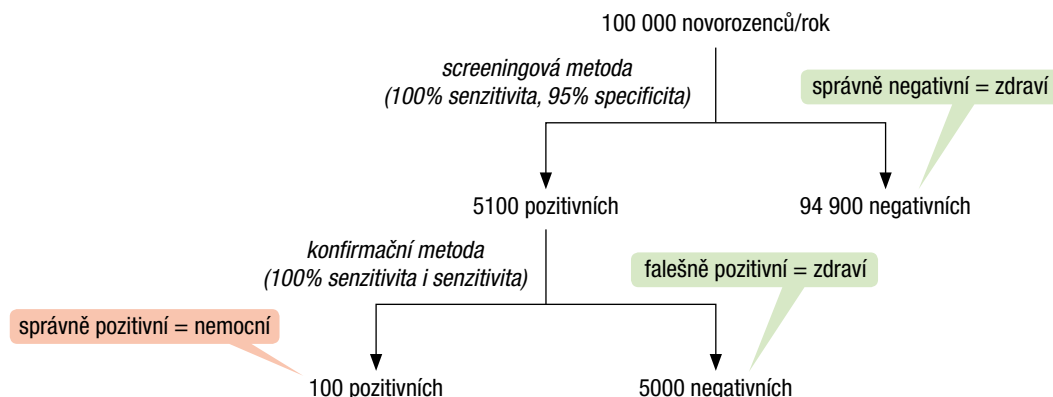 100 000 novorozenců/rok
screeningová metoda
(100% senzitivita, 95% specificita)
správně negativní = zdraví
5100 pozitivních
94 900 negativních
konfirmační metoda
(100% senzitivita i senzitivita)
falešně pozitivní = zdraví
správně pozitivní = nemocní
100 pozitivních
5000 negativních